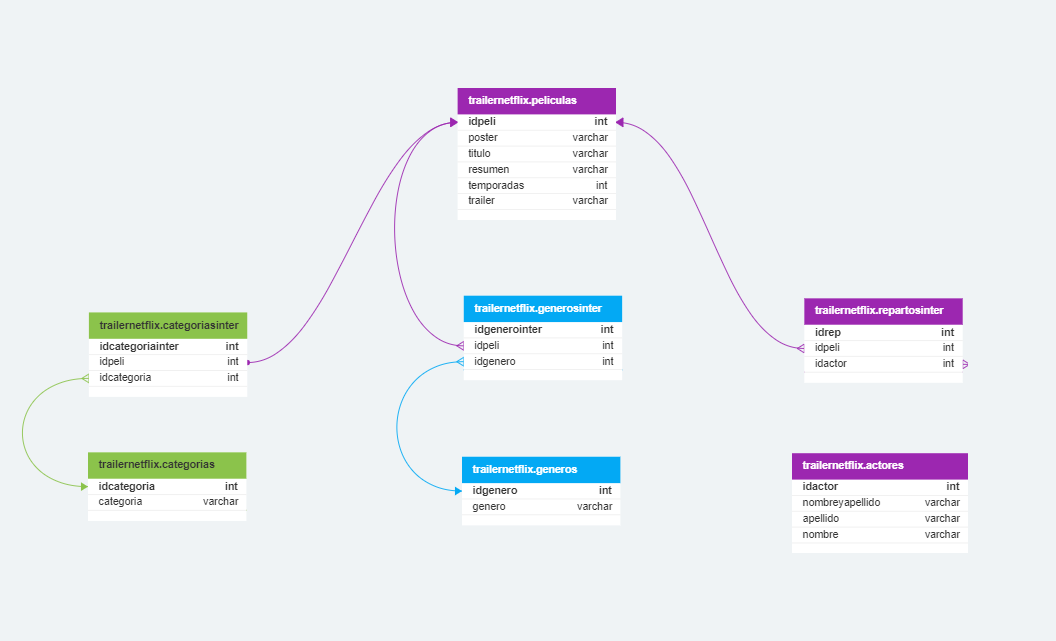 trailernetflix.peliculas
idpeli int
poster varchar
titulo varchar
resumen varchar
temporadas int
trailer varchar
trailernetflix.categoriasinter
idcategoriainter int
idpeli int
idcategoria int
trailernetflix.generosinter
idgenerointer int
idpeli int
idgenero int
trailernetflix.repartosinter
idrep int
idpeli int
idactor int
trailernetflix.categorias
idcategoria int
categoria varchar
trailernetflix.generos
idgenero int
genero varchar
trailernetflix.actores
idactor int
nombreyapellido varchar
apellido varchar
nombre varchar